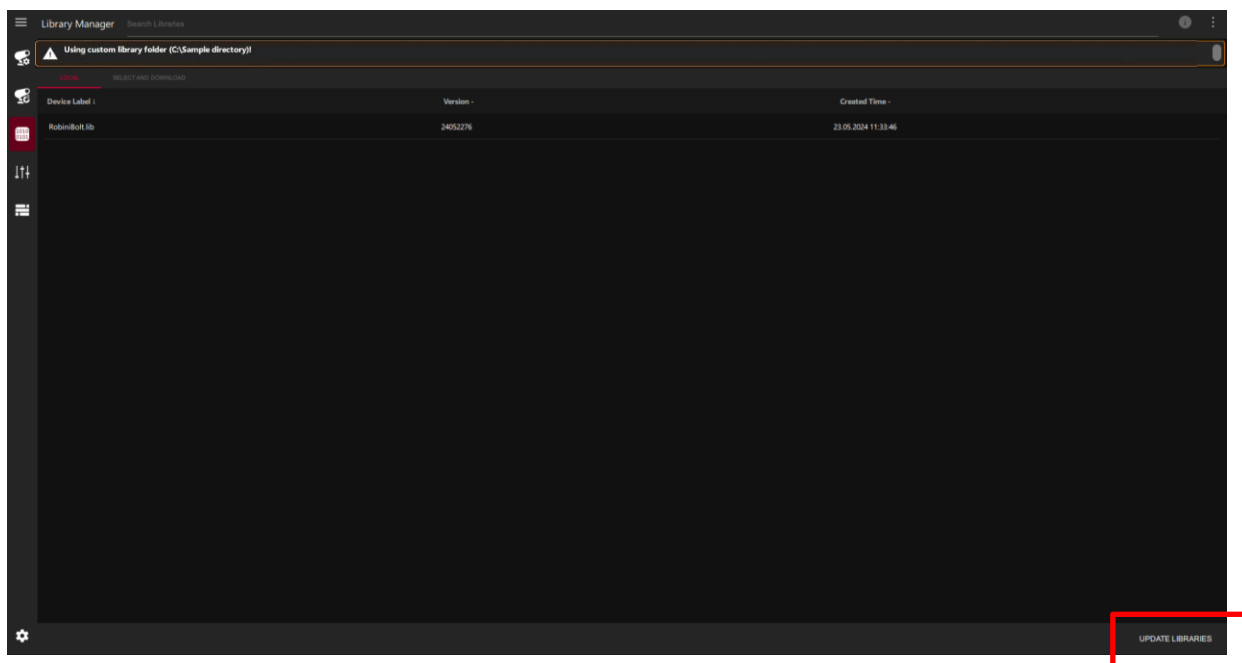 Library Manager Search Libraries
Using custom library folder (C:\Sample directory)!
LOCAL SELECT AND DOWNLOAD
Device Label ↓ Version - Created Time -
RobiniBolt.lib 24052276 23.05.2024 11:33:46
UPDATE LIBRARIES